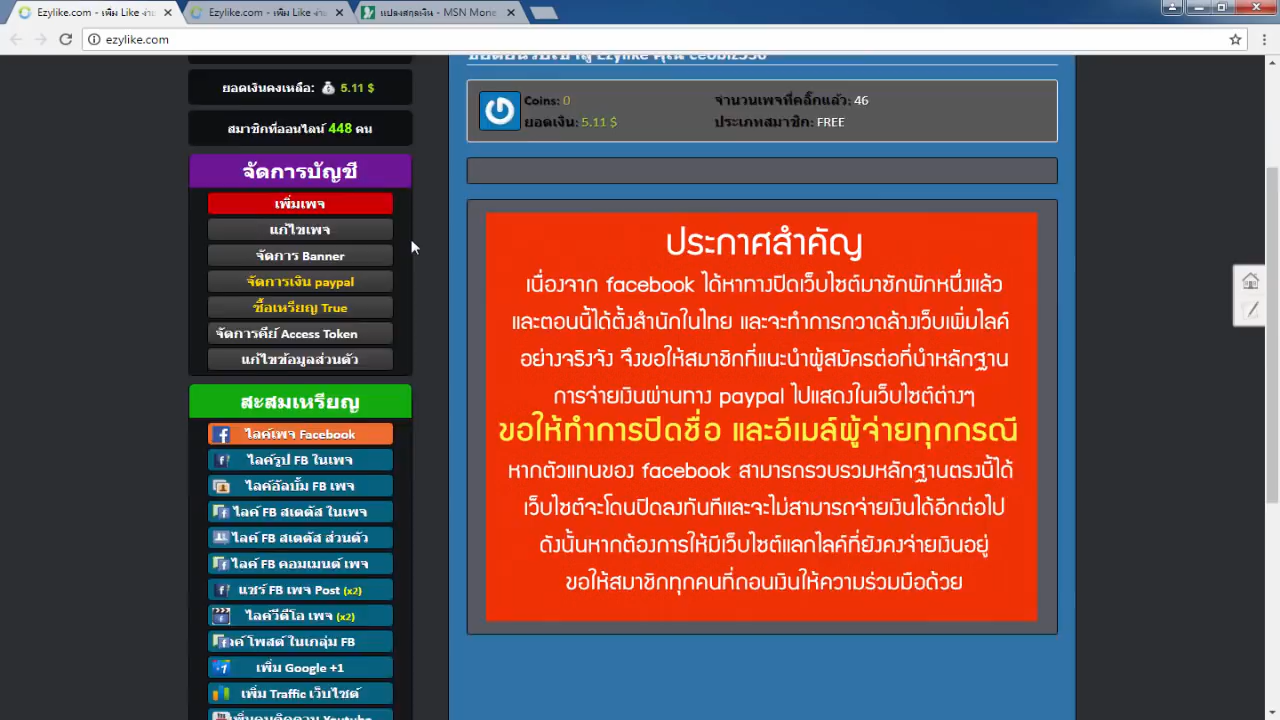 Ezylike.com - เพิ่ม Like ง่าย
Ezylike.com - เพิ่ม Like ง่าย
แปลงสกุลเงิน - MSN Mone
ezylike.com
ยอดเงินคงเหลือ: 5.11 $
สมาชิกที่ออนไลน์ 448 คน
จัดการบัญชี
เพิ่มเพจ
แก้ไขเพจ
จัดการ Banner
จัดการเงิน paypal
ซื้อเหรียญ True
จัดการคีย์ Access Token
แก้ไขข้อมูลส่วนตัว
สะสมเหรียญ
ไลค์เพจ Facebook
ไลค์รูป FB ในเพจ
ไลค์อัลบั้ม FB เพจ
ไลค์ FB สเตตัส ในเพจ
ไลค์ FB สเตตัส ส่วนตัว
ไลค์ FB คอมเมนต์ เพจ
แชร์ FB เพจ Post (x2)
ไลค์วีดีโอ เพจ (x2)
ลค์ โพสต์ ในกลุ่ม FB
เพิ่ม Google +1
เพิ่ม Traffic เว็บไซต์
Coins: 0
ยอดเงิน: 5.11 $
จำนวนเพจที่คลิ๊กแล้ว: 46
ประเภทสมาชิก: FREE
ประกาศสำคัญ
เนื่องจาก facebook ได้หาทางปิดเว็บไซต์มาซักพักหนึ่งแล้ว
และตอนนี้ได้ตั้งสำนักในไทย และจะทำการกวาดล้างเว็บเพิ่มไลค์
อย่างจริงจัง จึงขอให้สมาชิกที่แนะนำผู้สมัครต่อที่นำหลักฐาน
การจ่ายเงินผ่านทาง paypal ไปแสดงในเว็บไซต์ต่างๆ
ขอให้ทำการปิดชื่อ และอีเมล์ผู้จ่ายทุกกรณี
หากตัวแทนของ facebook สามารถรวบรวมหลักฐานตรงนี้ได้
เว็บไซต์จะโดนปิดลงทันทีและจะไม่สามารถจ่ายเงินได้อีกต่อไป
ดังนั้นหากต้องการให้มีเว็บไซต์แลกไลค์ที่ยังคงจ่ายเงินอยู่
ขอให้สมาชิกทุกคนที่ถอนเงินให้ความร่วมมือด้วย